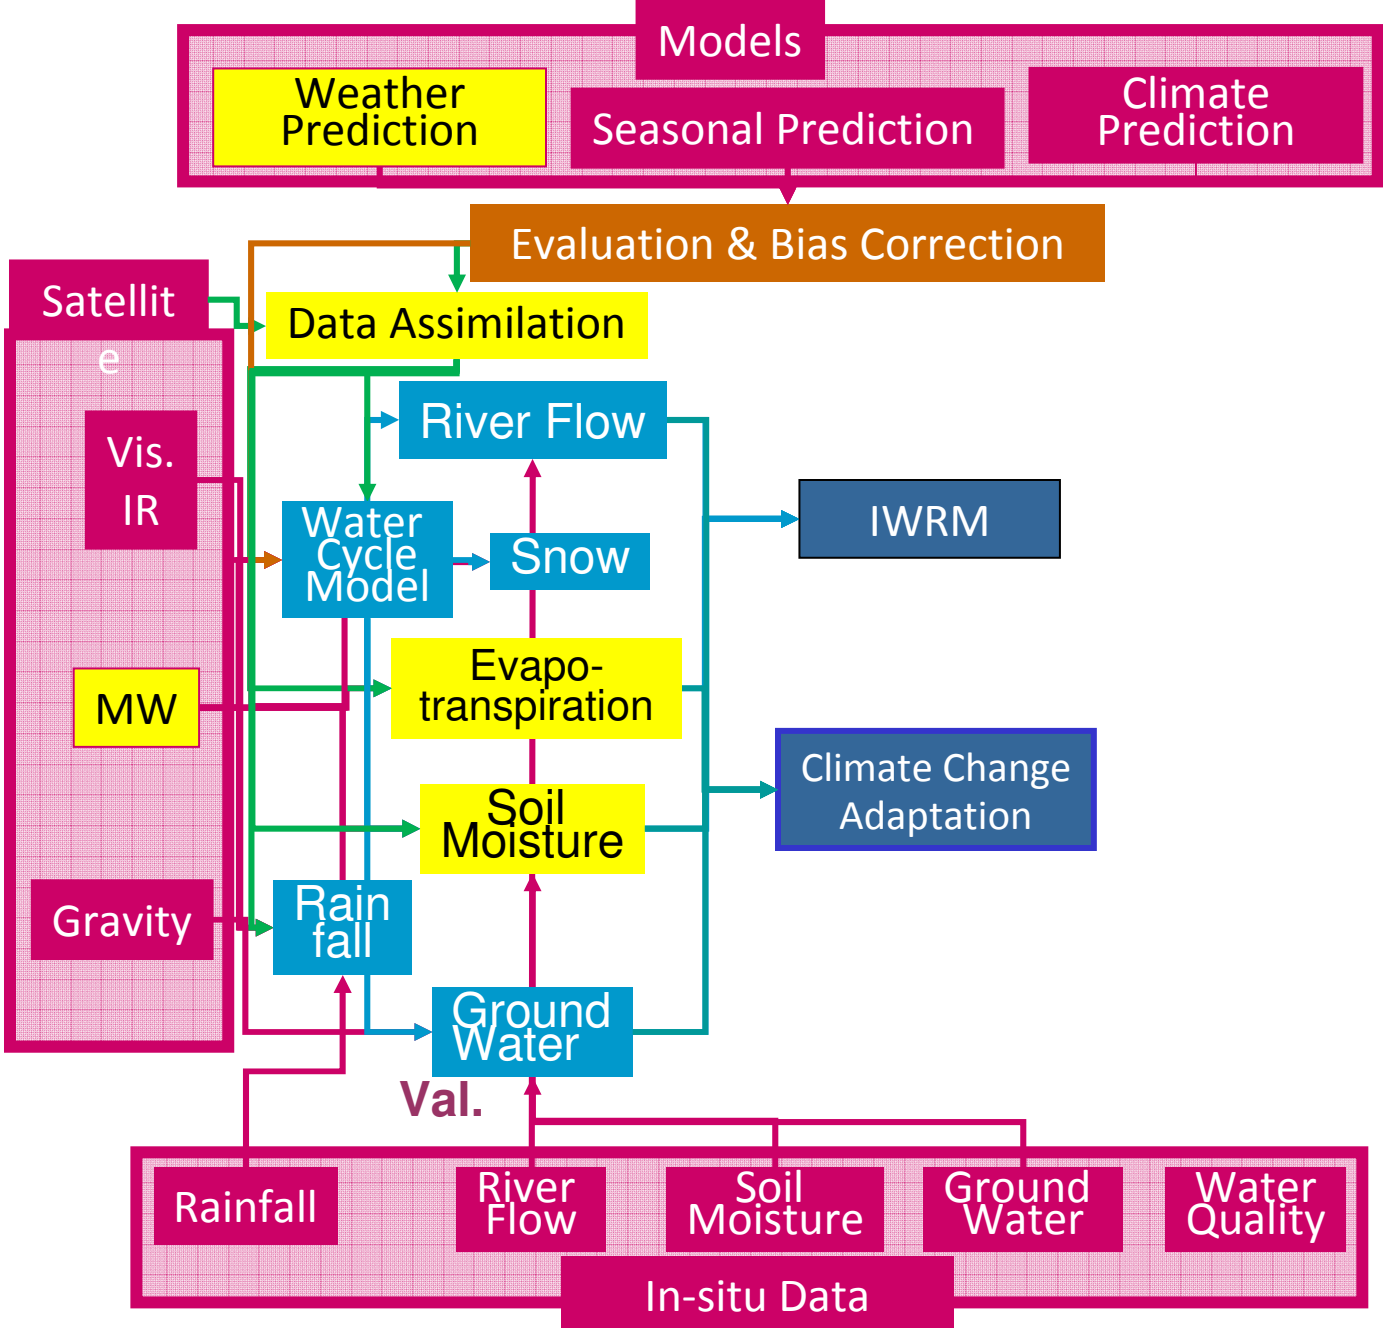 Models
Weather
Prediction
Seasonal Prediction
Climate
Prediction
Evaluation & Bias Correction
Satellit
e
Data Assimilation
River Flow
Vis.
IR
Water
Cycle
Model
Snow
IWRM
Evapo-
transpiration
MW
Climate Change
Adaptation
Soil
Moisture
Gravity
Rain
fall
Ground
Water
Val.
Rainfall
River
Flow
Soil
Moisture
Ground
Water
Water
Quality
In-situ Data